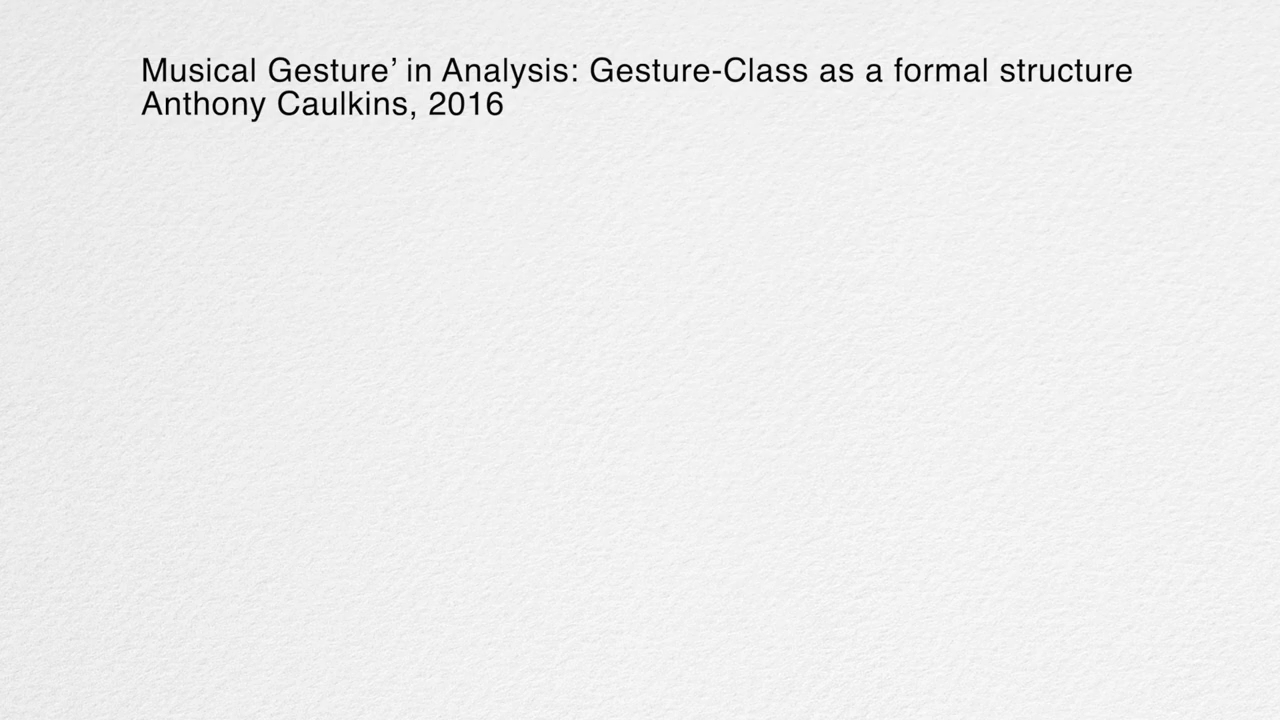 Musical Gesture’ in Analysis: Gesture-Class as a formal structure
Anthony Caulkins, 2016